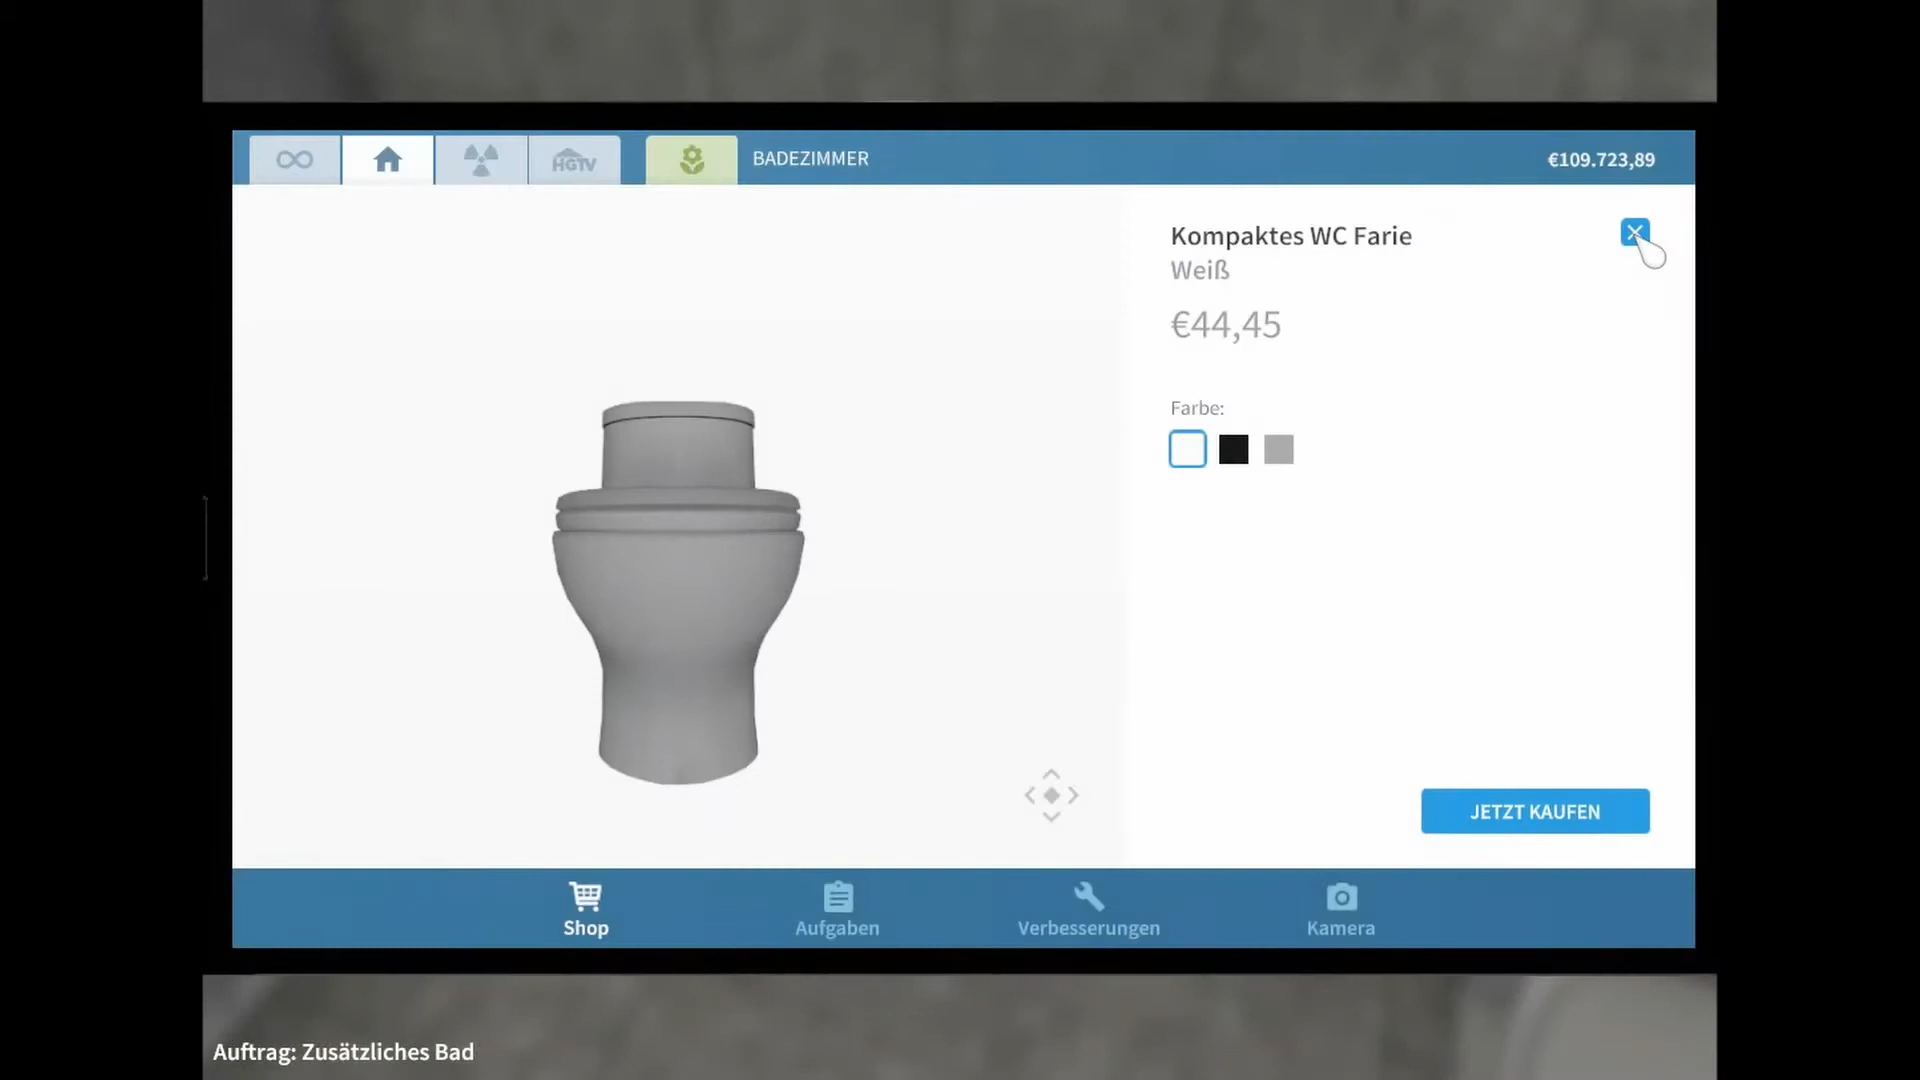 HGTV
BADEZIMMER
€109.723,89
Kompaktes WC Farie
Weiß
€44,45
Farbe:
JETZT KAUFEN
Shop
Aufgaben
Verbesserungen
Kamera
Auftrag: Zusätzliches Bad